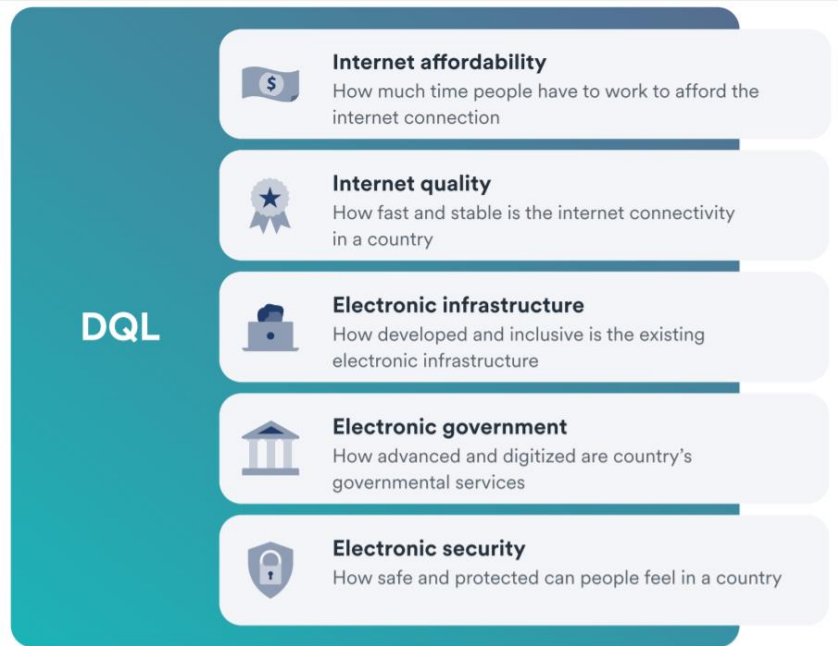 Internet affordability
How much time people have to work to afford the
internet connection
Internet quality
How fast and stable is the internet connectivity
in a country
DQL
Electronic infrastructure
How developed and inclusive is the existing
electronic infrastructure
Electronic government
How advanced and digitized are country's
governmental services
Electronic security
How safe and protected can people feel in a country
$